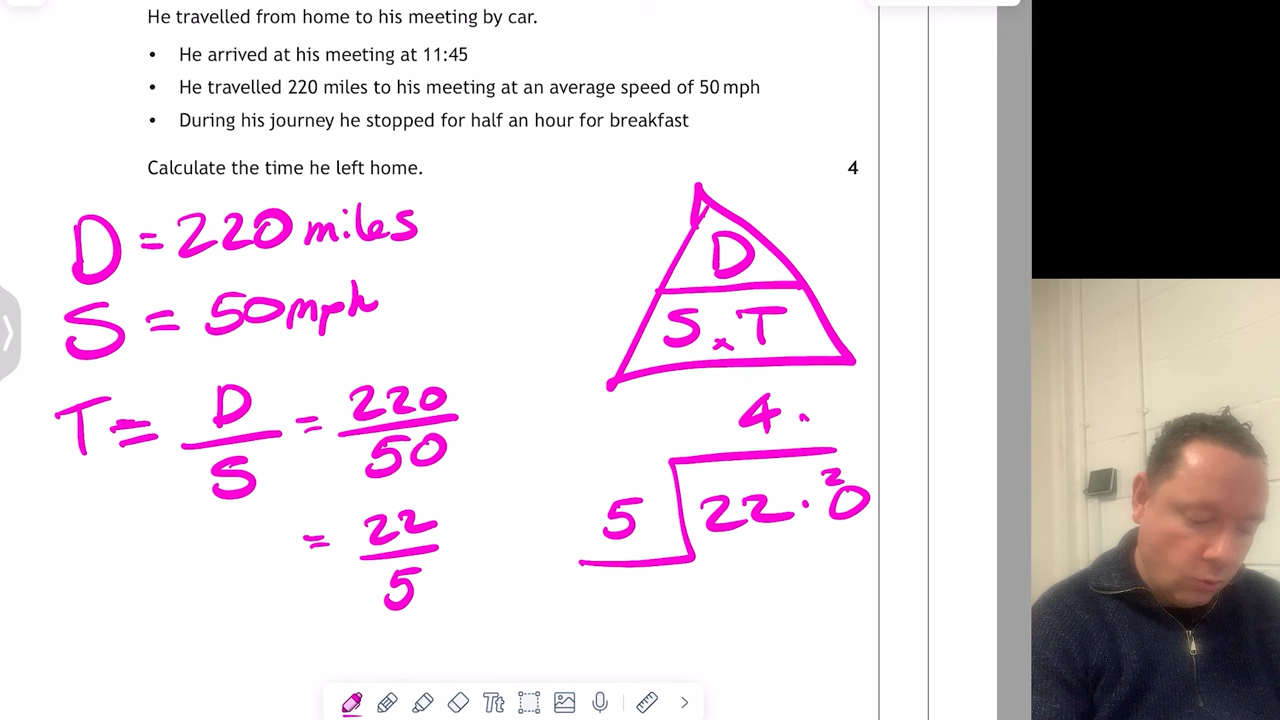 He travelled from home to his meeting by car.
• He arrived at his meeting at 11:45
• He travelled 220 miles to his meeting at an average speed of 50 mph
• During his journey he stopped for half an hour for breakfast
Calculate the time he left home. 4
D = 220 miles
S = 50 mph
T = D/S = 220/50
= 22/5
D
S × T
4.
5 22.²0
Tt